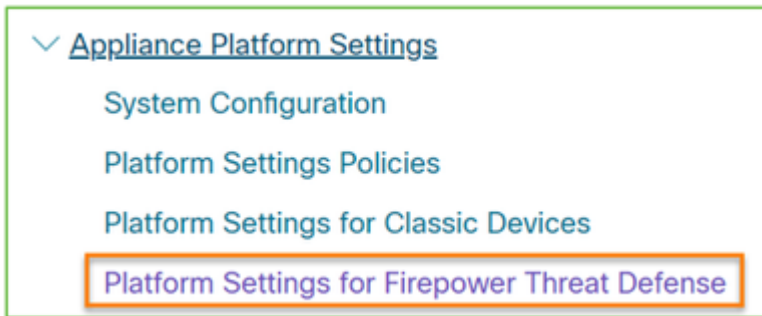 Appliance Platform Settings
System Configuration
Platform Settings Policies
Platform Settings for Classic Devices
Platform Settings for Firepower Threat Defense